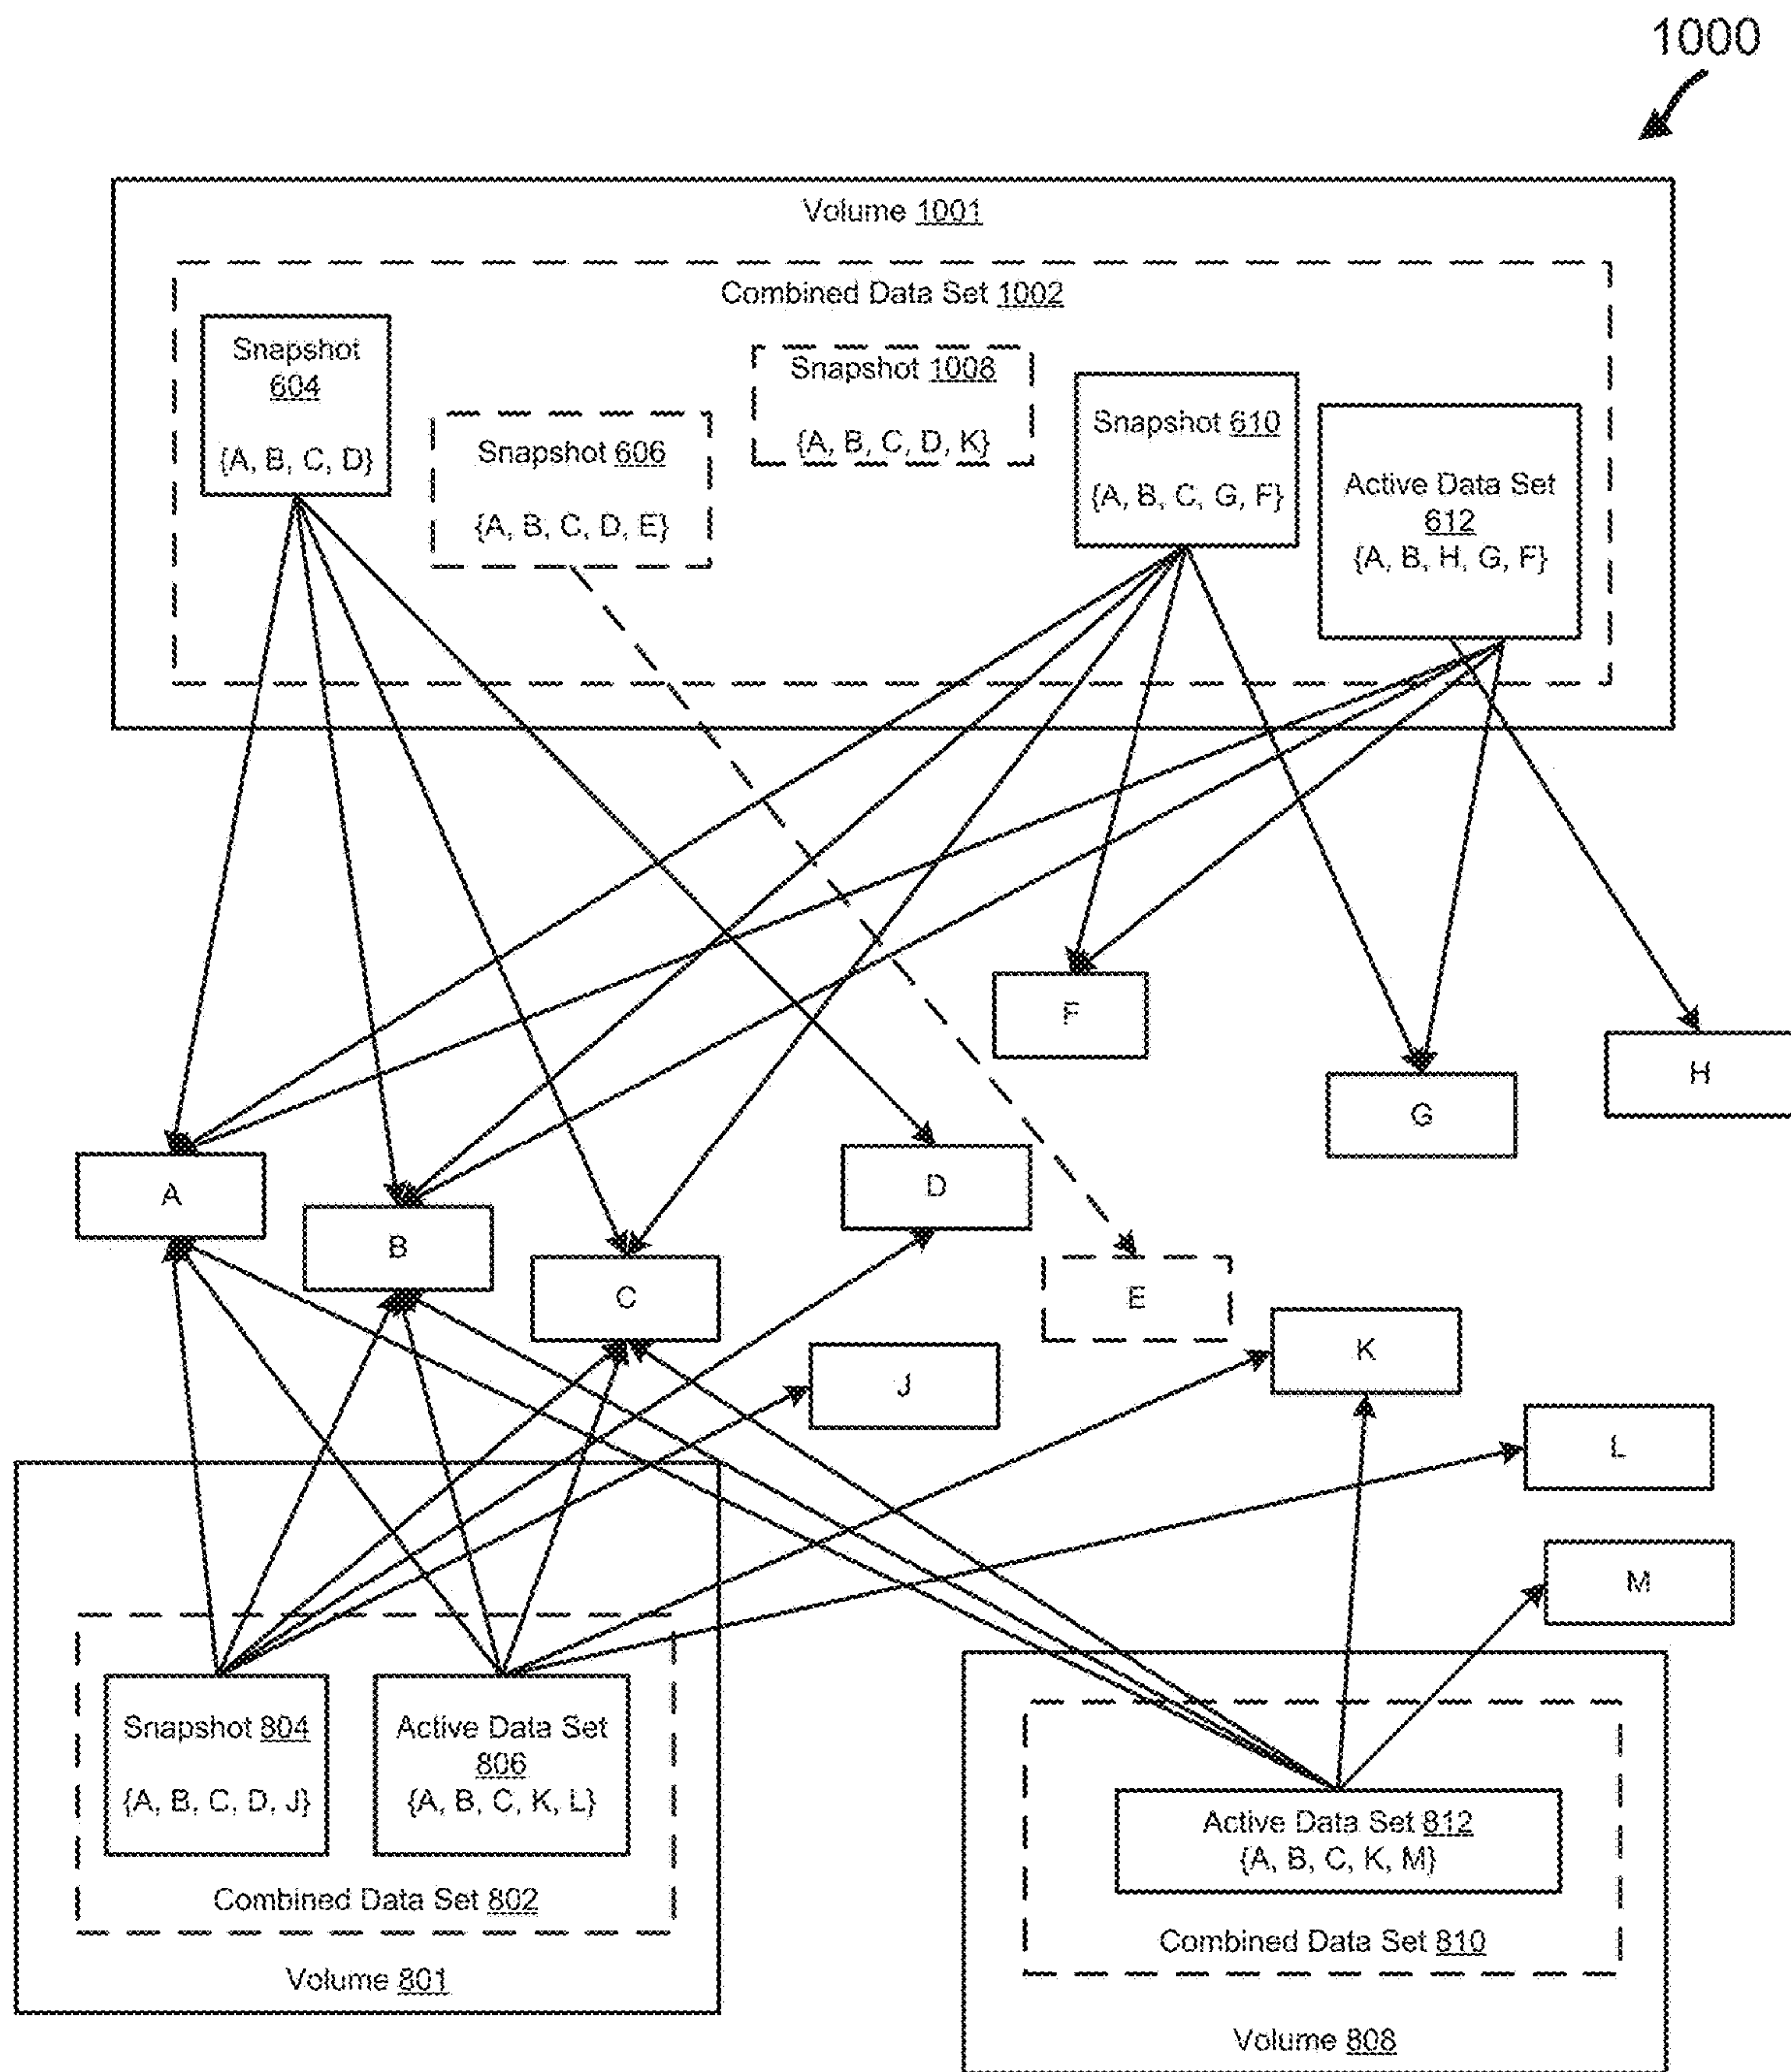 1000
Volume 1001
Combined Data Set 1002
Snapshot
604
{A, B, C, D}
Snapshot 606
{A, B, C, D, E}
Snapshot 1008
{A, B, C, D, K}
Snapshot 610
{A, B, C, G, F}
Active Data Set
612
{A, B, H, G, F}
F
H
G
A
D
B
C
E
K
J
L
M
Snapshot 804
{A, B, C, D, J}
Active Data Set
806
{A, B, C, K, L}
Combined Data Set 802
Volume 801
Active Data Set 812
{A, B, C, K, M}
Combined Data Set 810
Volume 808